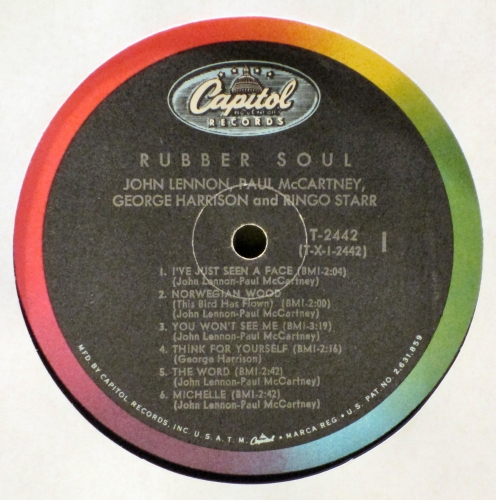 Capitol
RECORDS
RUBBER SOUL
JOHN LENNON, PAUL McCARTNEY,
GEORGE HARRISON and RINGO STARR
T-2442
(T-X-1-2442)
1
1. I'VE JUST SEEN A FACE (BMI-2:04)
(John Lennon-Paul McCartney)
2. NORWEGIAN WOOD
(This Bird Has Flown) (BMI-2:00)
(John Lennon-Paul McCartney)
3. YOU WON'T SEE ME (BMI-3:19)
(John Lennon-Paul McCartney)
4. THINK FOR YOURSELF (BMI-2:16)
(George Harrison)
5. THE WORD (BMI-2:42)
(John Lennon-Paul McCartney)
6. MICHELLE (BMI-2:42)
(John Lennon-Paul McCartney)
MFD. BY CAPITOL RECORDS, INC. U.S.A. T.M. Capitol • MARCA REG. • U.S. PAT. NO. 2,631,859